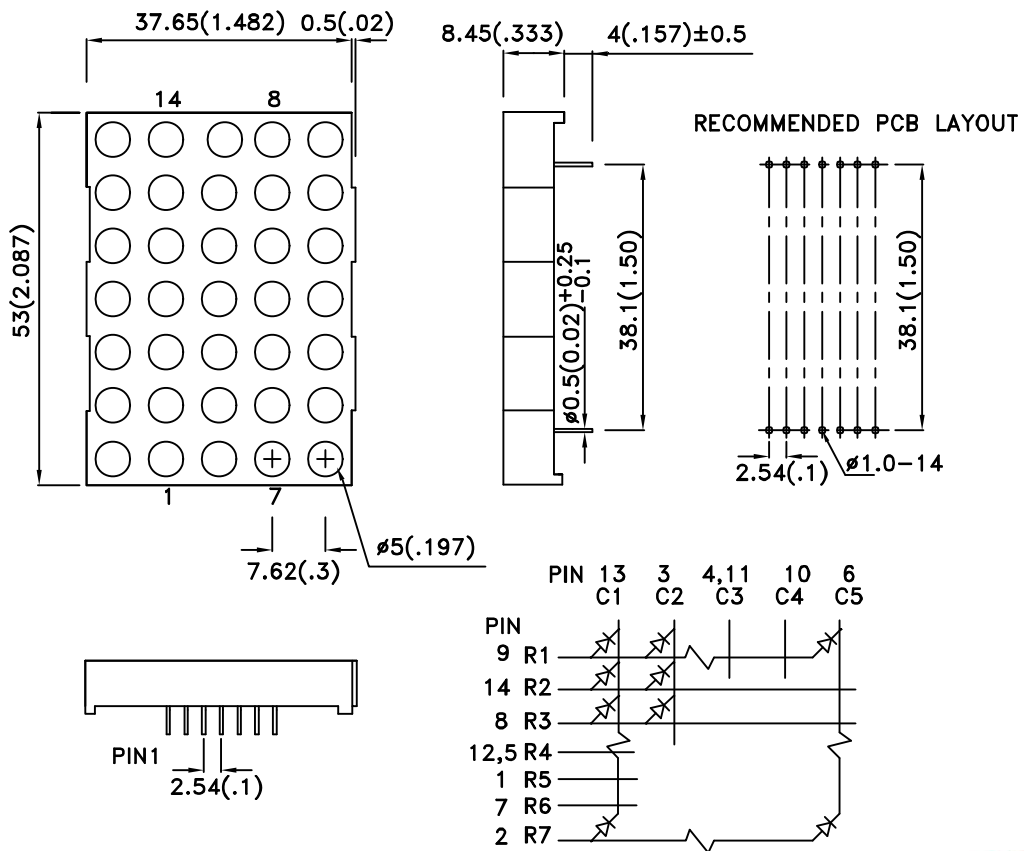 37.65(1.482) 0.5(.02)
8.45(.333) 4(.157)±0.5
14 8
RECOMMENDED PCB LAYOUT
53(2.087)
ø0.5(0.02)+0.25
-0.1
38.1(1.50)
38.1(1.50)
2.54(.1)
ø1.0-14
1 7
ø5(.197)
7.62(.3)
PIN 13 3 4,11 10 6
C1 C2 C3 C4 C5
PIN
9 R1
14 R2
8 R3
12,5 R4
1 R5
7 R6
2 R7
PIN1
2.54(.1)